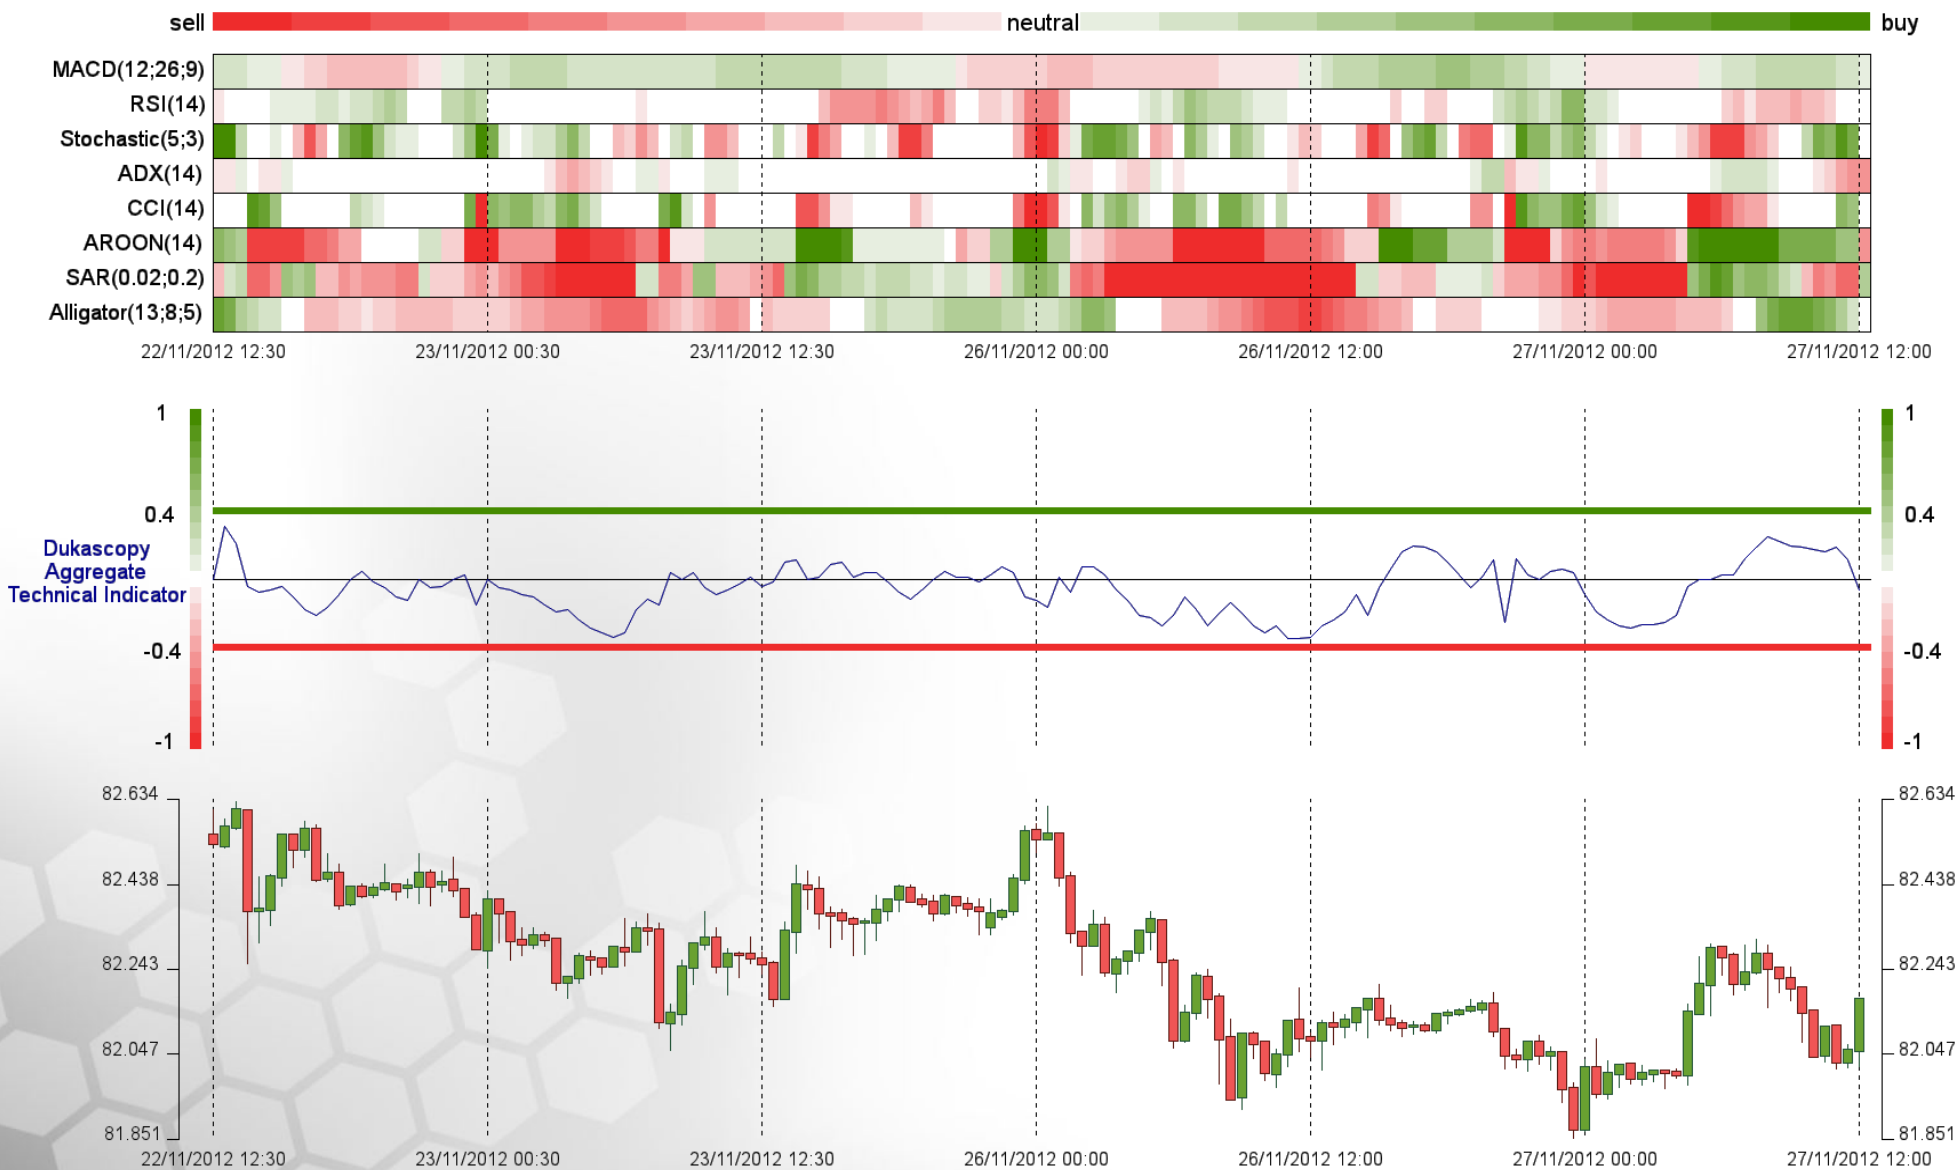 sell neutral buy
MACD(12;26;9)
RSI(14)
Stochastic(5;3)
ADX(14)
CCI(14)
AROON(14)
SAR(0.02;0.2)
Alligator(13;8;5)
22/11/2012 12:30 23/11/2012 00:30 23/11/2012 12:30 26/11/2012 00:00 26/11/2012 12:00 27/11/2012 00:00 27/11/2012 12:00
1 1
0.4 0.4
Dukascopy
Aggregate
Technical Indicator
-0.4 -0.4
-1 -1
82.634 82.634
82.438 82.438
82.243 82.243
82.047 82.047
81.851 81.851
22/11/2012 12:30 23/11/2012 00:30 23/11/2012 12:30 26/11/2012 00:00 26/11/2012 12:00 27/11/2012 00:00 27/11/2012 12:00